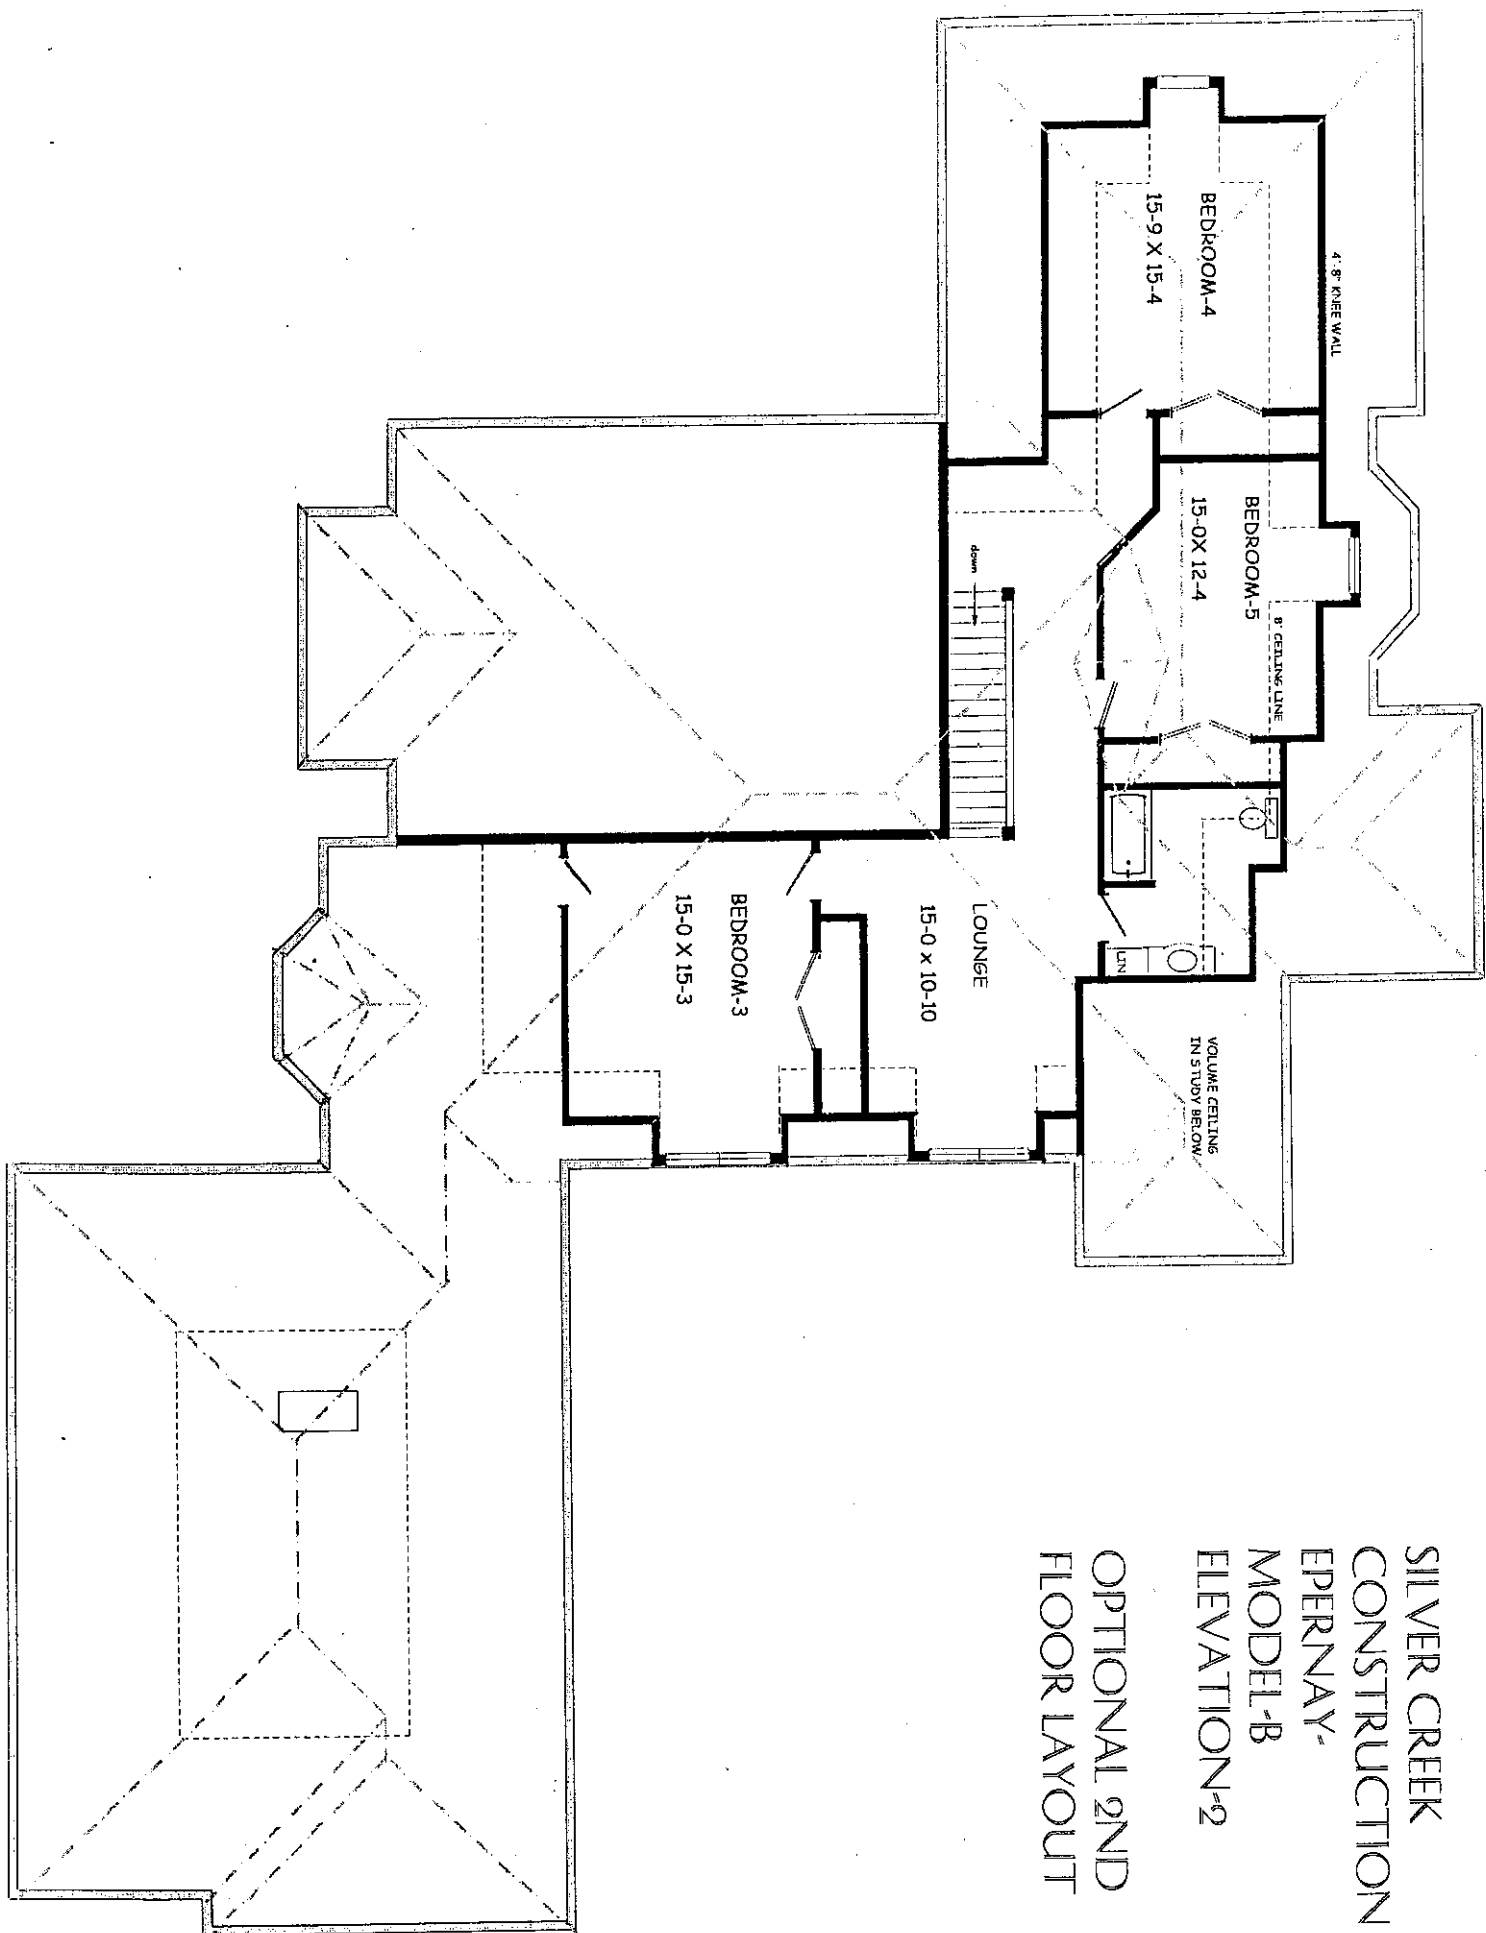 SILVER CREEK
CONSTRUCTION
EPERNAY-
MODEL-B
ELEVATION-2
OPTIONAL 2ND
FLOOR LAYOUT
4'-8" KNEE WALL
BEDROOM-4
15-9 X 15-4
BEDROOM-5
15-0X 12-4
8' CEILING LINE
down
LIN
LOUNGE
15-0 x 10-10
BEDROOM-3
15-0 X 15-3
VOLUME CEILING
IN STUDY BELOW